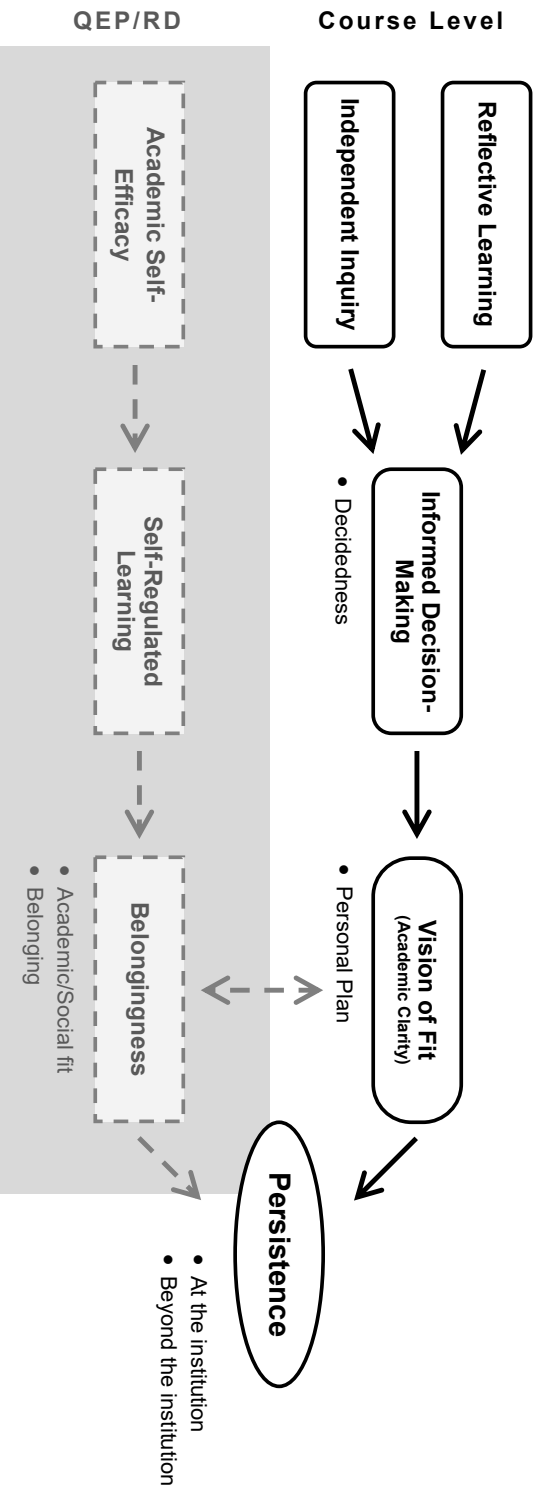 Course Level
Reflective Learning
Independent Inquiry
Informed Decision-
Making
• Decidedness
Vision of Fit
(Academic Clarity)
• Personal Plan
Persistence
• At the institution
• Beyond the institution
QEP/RD
Academic Self-
Efficacy
Self-Regulated
Learning
Belongingness
• Academic/Social fit
• Belonging